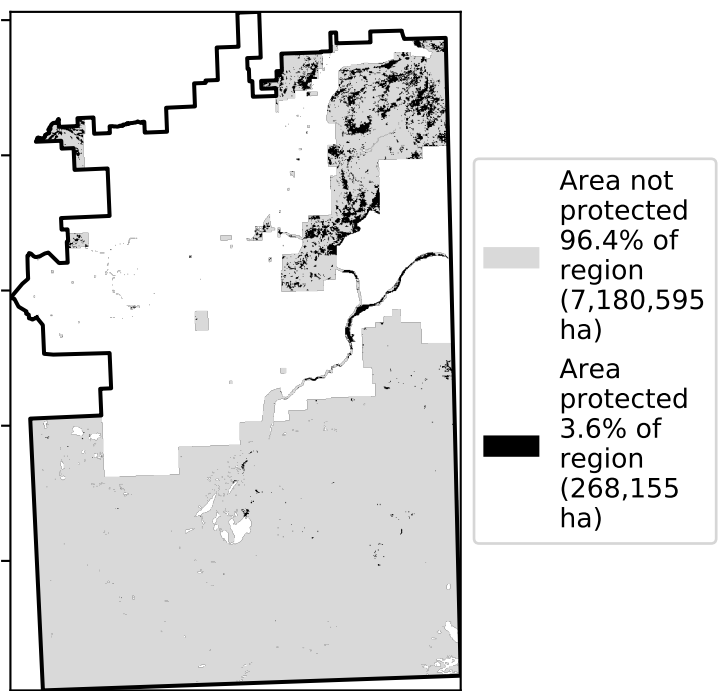 Area not
protected
96.4% of
region
(7,180,595
ha)
Area
protected
3.6% of
region
(268,155
ha)